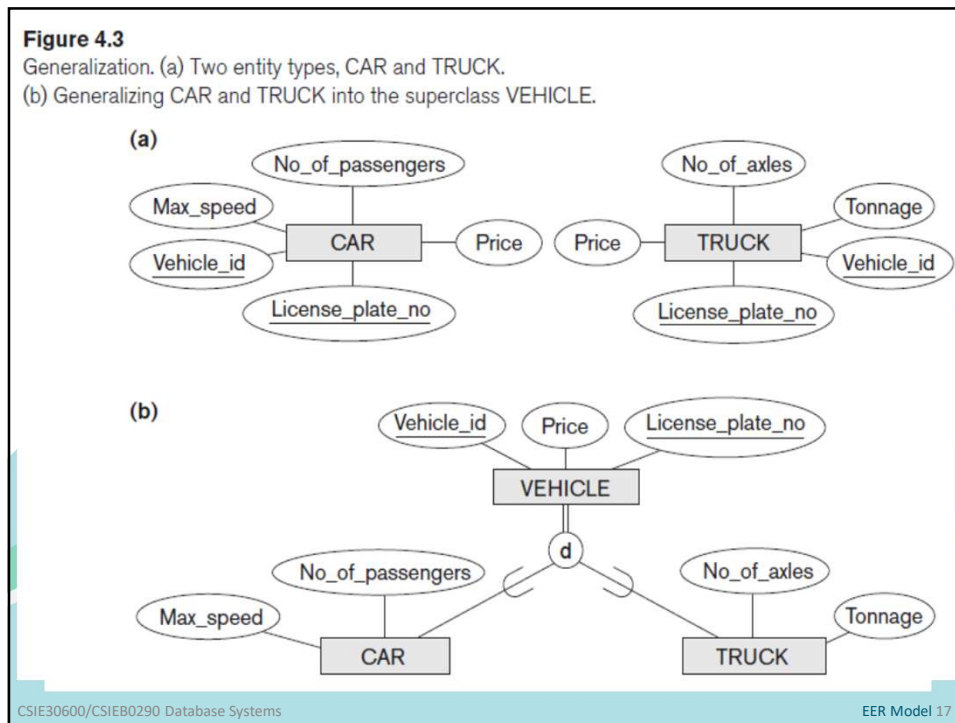 Figure 4.3
Generalization. (a) Two entity types, CAR and TRUCK.
(b) Generalizing CAR and TRUCK into the superclass VEHICLE.
(a)
No_of_passengers
Max_speed
CAR
Price
Vehicle_id
License_plate_no
No_of_axles
Tonnage
Price
TRUCK
Vehicle_id
License_plate_no
(b)
Vehicle_id
Price
License_plate_no
VEHICLE
d
No_of_passengers
Max_speed
CAR
No_of_axles
Tonnage
TRUCK
CSIE30600/CSIEB0290 Database Systems
EER Model 17